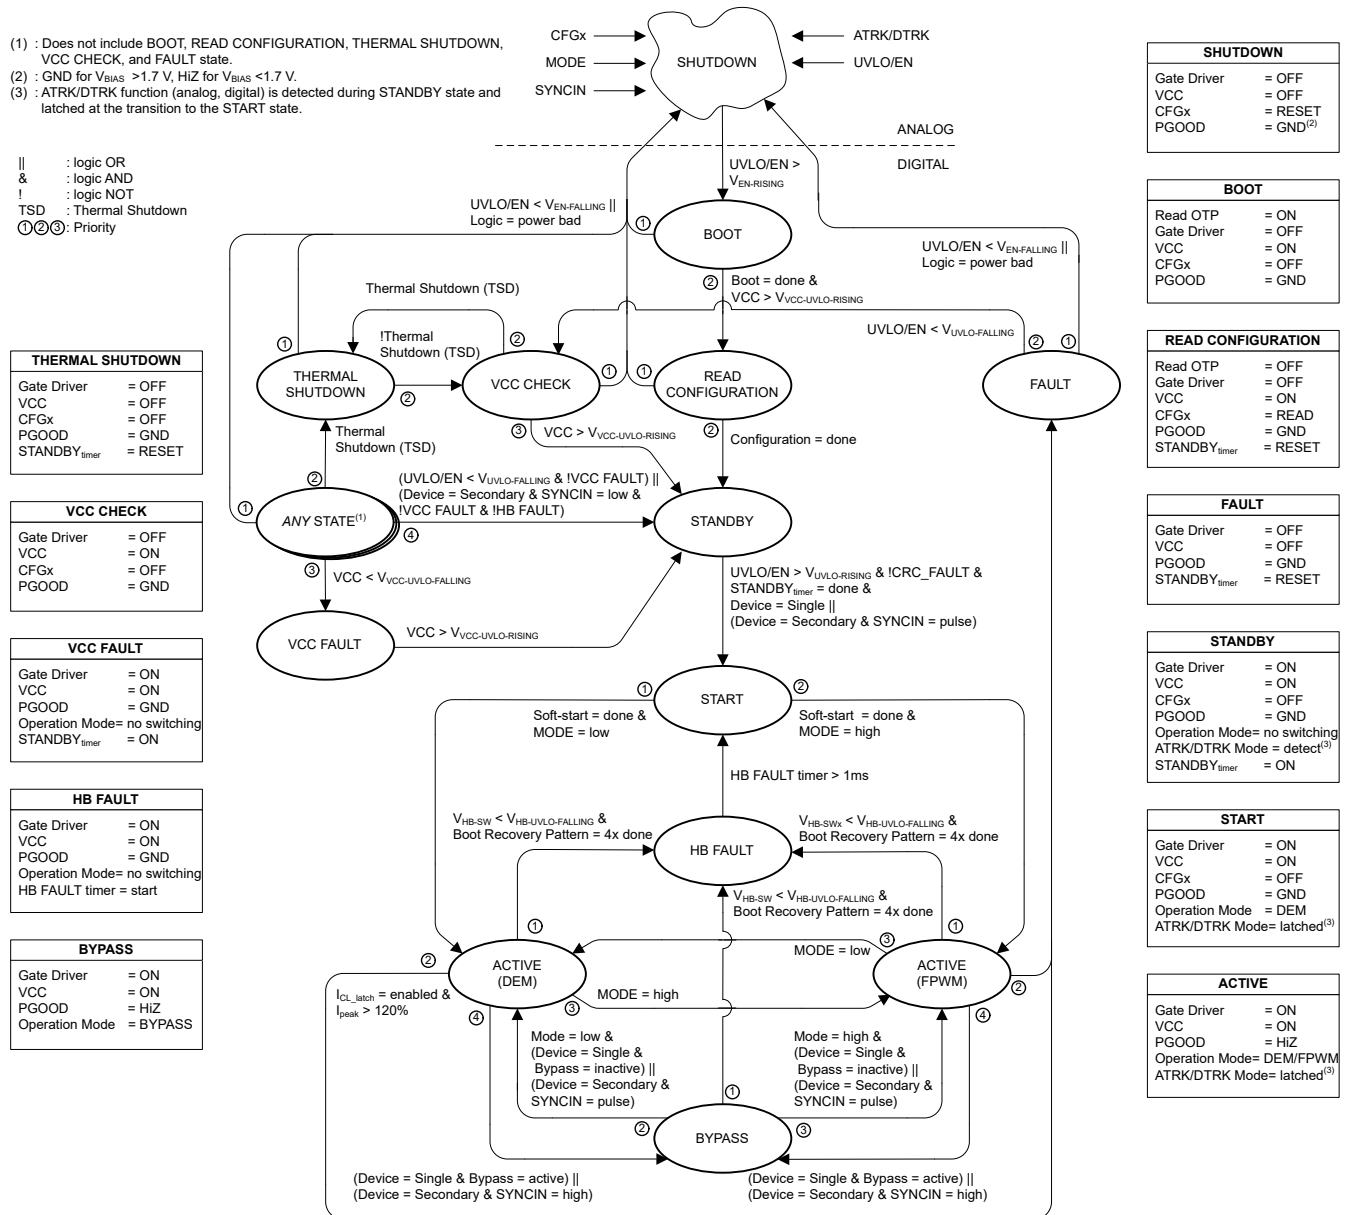 (1) : Does not include BOOT, READ CONFIGURATION, THERMAL SHUTDOWN,
VCC CHECK, and FAULT state.
(2) : GND for VBIAS >1.7 V, HiZ for VBIAS <1.7 V.
(3) : ATRK/DTRK function (analog, digital) is detected during STANDBY state and
latched at the transition to the START state.
|| : logic OR
& : logic AND
! : logic NOT
TSD : Thermal Shutdown
①②③: Priority
CFGx
MODE
SYNCIN
SHUTDOWN
ATRK/DTRK
UVLO/EN
ANALOG
DIGITAL
UVLO/EN >
VEN-RISING
UVLO/EN < VEN-FALLING ||
Logic = power bad
①
BOOT
②
Boot = done &
VCC > VVCC-UVLO-RISING
UVLO/EN < VEN-FALLING ||
Logic = power bad
UVLO/EN < VUVLO-FALLING
②
①
FAULT
Thermal Shutdown (TSD)
!Thermal
Shutdown (TSD)
①
THERMAL
SHUTDOWN
②
②
VCC CHECK
①
③
VCC > VVCC-UVLO-RISING
①
READ
CONFIGURATION
②
Configuration = done
Thermal
Shutdown (TSD)
②
①
ANY STATE(1)
④
③
(UVLO/EN < VUVLO-FALLING & !VCC FAULT) ||
(Device = Secondary & SYNCIN = low &
!VCC FAULT & !HB FAULT)
STANDBY
VCC < VVCC-UVLO-FALLING
VCC FAULT
VCC > VVCC-UVLO-RISING
UVLO/EN > VUVLO-RISING & !CRC_FAULT &
STANDBYtimer = done &
Device = Single ||
(Device = Secondary & SYNCIN = pulse)
①
START
②
Soft-start = done &
MODE = low
Soft-start = done &
MODE = high
HB FAULT timer > 1ms
VHB-SW < VHB-UVLO-FALLING &
Boot Recovery Pattern = 4x done
VHB-SWx < VHB-UVLO-FALLING &
Boot Recovery Pattern = 4x done
HB FAULT
VHB-SW < VHB-UVLO-FALLING &
Boot Recovery Pattern = 4x done
①
②
ACTIVE
(DEM)
③
④
ICL_latch = enabled &
Ipeak > 120%
MODE = high
MODE = low
①
③
ACTIVE
(FPWM)
②
④
Mode = low &
(Device = Single &
Bypass = inactive) ||
(Device = Secondary &
SYNCIN = pulse)
Mode = high &
(Device = Single &
Bypass = inactive) ||
(Device = Secondary &
SYNCIN = pulse)
①
②
BYPASS
③
(Device = Single & Bypass = active) ||
(Device = Secondary & SYNCIN = high)
(Device = Single & Bypass = active) ||
(Device = Secondary & SYNCIN = high)
THERMAL SHUTDOWN
Gate Driver = OFF
VCC = OFF
CFGx = OFF
PGOOD = GND
STANDBYtimer = RESET
VCC CHECK
Gate Driver = OFF
VCC = ON
CFGx = OFF
PGOOD = GND
VCC FAULT
Gate Driver = ON
VCC = ON
PGOOD = GND
Operation Mode= no switching
STANDBYtimer = ON
HB FAULT
Gate Driver = ON
VCC = ON
PGOOD = GND
Operation Mode= no switching
HB FAULT timer = start
BYPASS
Gate Driver = ON
VCC = ON
PGOOD = HiZ
Operation Mode = BYPASS
SHUTDOWN
Gate Driver = OFF
VCC = OFF
CFGx = RESET
PGOOD = GND(2)
BOOT
Read OTP = ON
Gate Driver = OFF
VCC = ON
CFGx = OFF
PGOOD = GND
READ CONFIGURATION
Read OTP = OFF
Gate Driver = OFF
VCC = ON
CFGx = READ
PGOOD = GND
STANDBYtimer = RESET
FAULT
Gate Driver = OFF
VCC = OFF
PGOOD = GND
STANDBYtimer = RESET
STANDBY
Gate Driver = ON
VCC = ON
CFGx = OFF
PGOOD = GND
Operation Mode= no switching
ATRK/DTRK Mode = detect(3)
STANDBYtimer = ON
START
Gate Driver = ON
VCC = ON
CFGx = OFF
PGOOD = GND
Operation Mode = DEM
ATRK/DTRK Mode= latched(3)
ACTIVE
Gate Driver = ON
VCC = ON
PGOOD = HiZ
Operation Mode= DEM/FPWM
ATRK/DTRK Mode= latched(3)